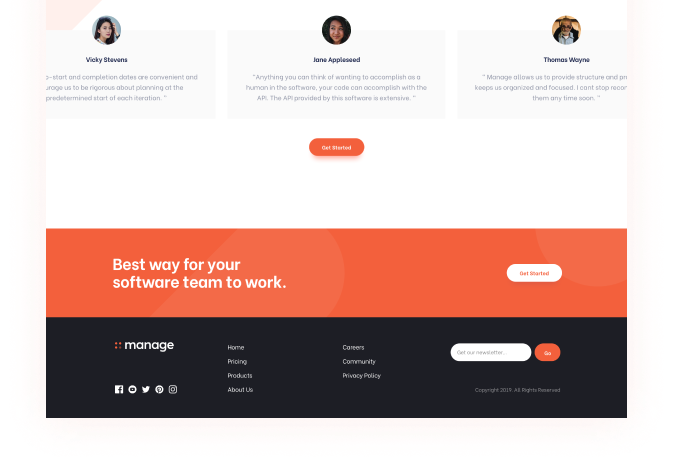 Vicky Stevens
-start and completion dates are convenient and
urage us to be rigorous about planning at the
predetermined start of each iteration. "
Jane Appleseed
"Anything you can think of wanting to accomplish as a
human in the software, your code can accomplish with the
API. The API provided by this software is extensive. "
Thomas Wayne
" Manage allows us to provide structure and pr
keeps us organized and focused. I cant stop recor
them any time soon. "
Get Started
Best way for your
software team to work.
Get Started
manage
Home
Pricing
Products
About Us
Careers
Community
Privacy Policy
Get our newsletter...
Go
Copyright 2019. All Rights Reserved